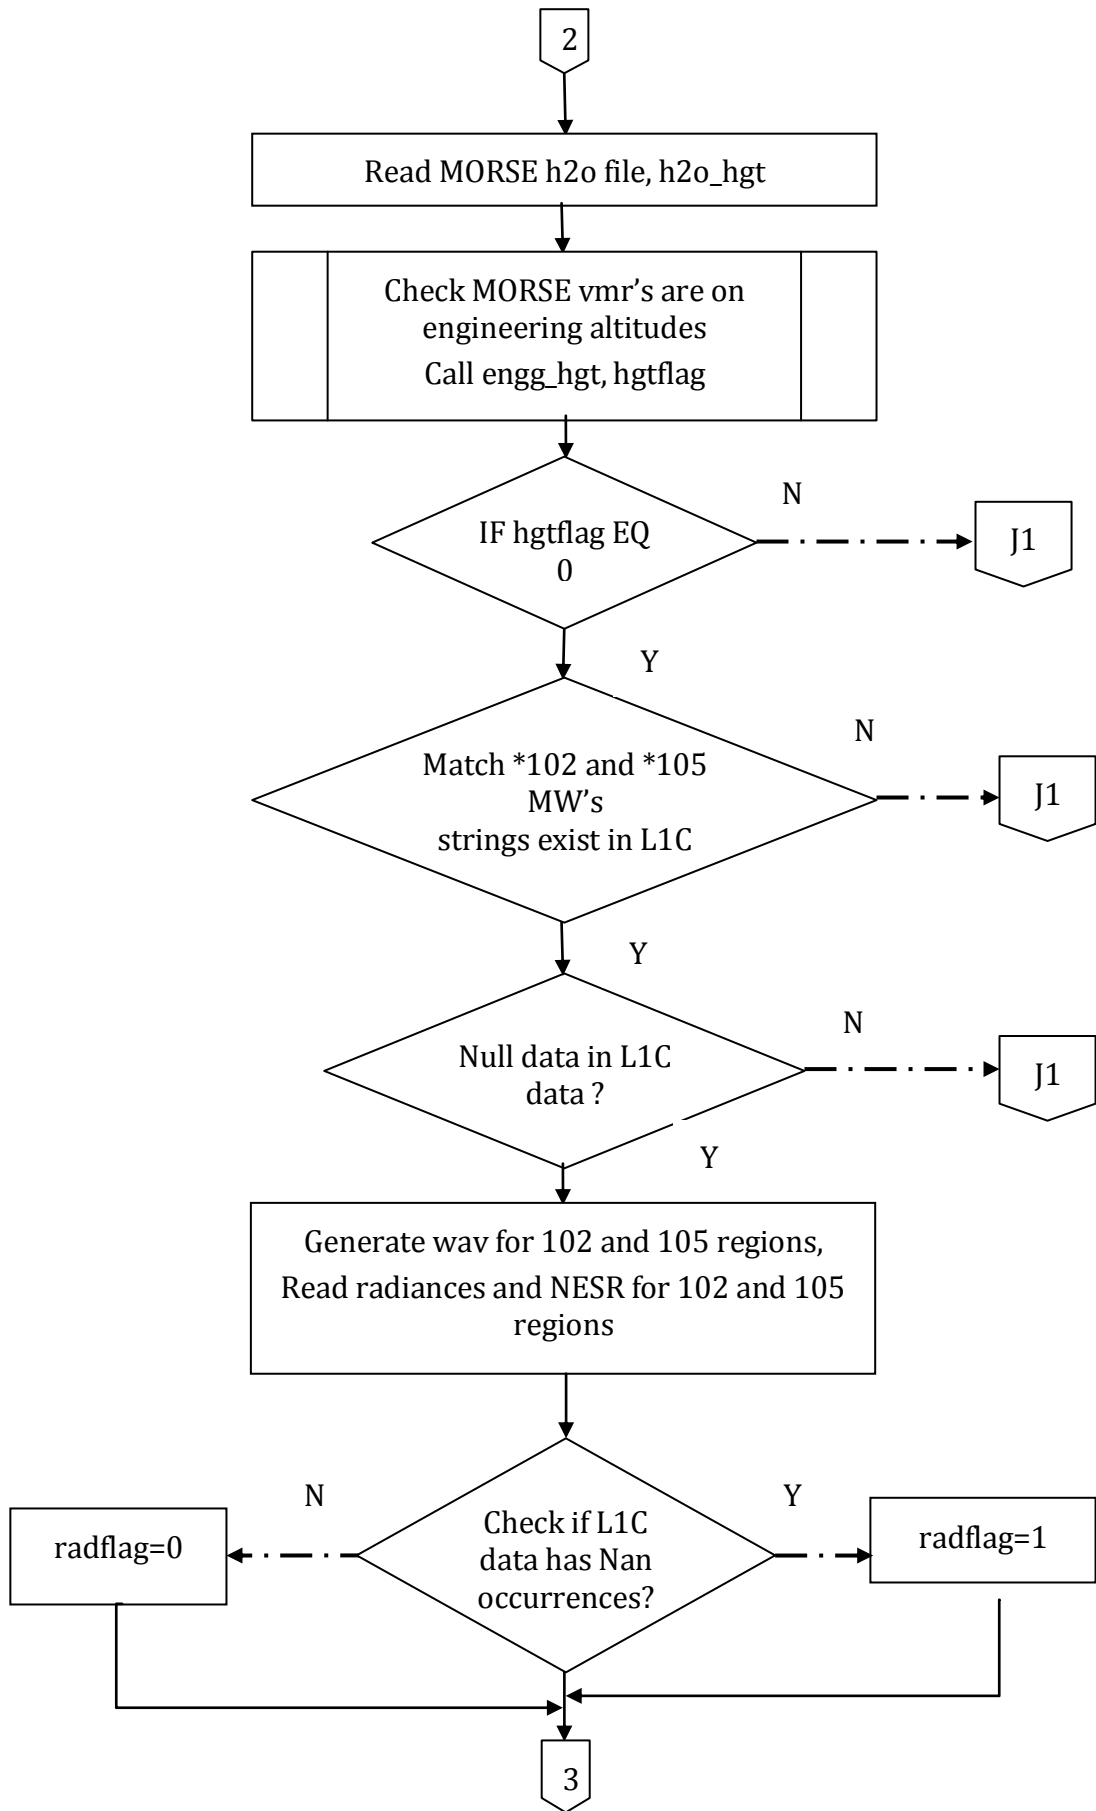 2
Read MORSE h2o file, h2o_hgt
Check MORSE vmr’s are on
engineering altitudes
Call engg_hgt, hgtflag
IF hgtflag EQ
0
N
J1
Y
Match *102 and *105
MW’s
strings exist in L1C
N
J1
Y
Null data in L1C
data ?
N
J1
Y
Generate wav for 102 and 105 regions,
Read radiances and NESR for 102 and 105
regions
Check if L1C
data has Nan
occurrences?
N
radflag=0
Y
radflag=1
3